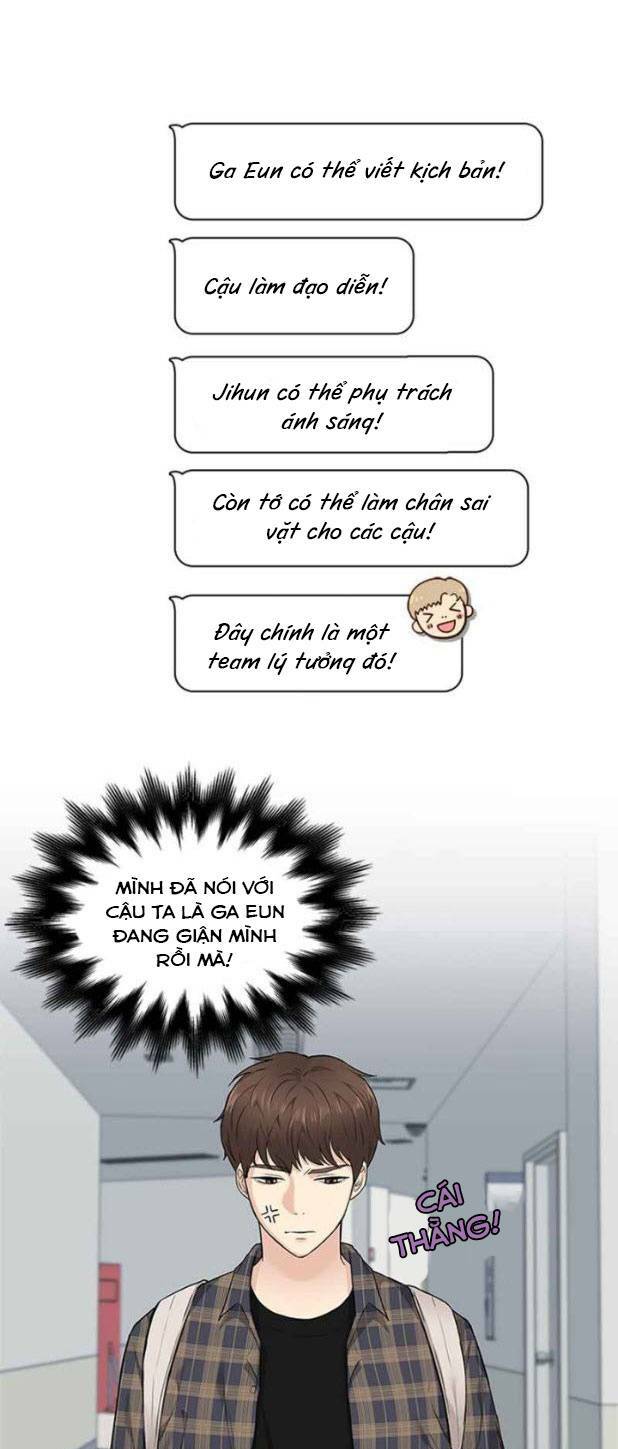 Ga Eun có thể viết kịch bản!
Cậu làm đạo diễn!
Jihun có thể phụ trách
ánh sáng!
Còn tớ có thể làm chân sai
vặt cho các cậu!
Đây chính là một
team lý tưởng đó!
MÌNH ĐÃ NÓI VỚI
CẬU TA LÀ GA EUN
ĐANG GIẬN MÌNH
RỒI MÀ!
CÁI
THẰNG!